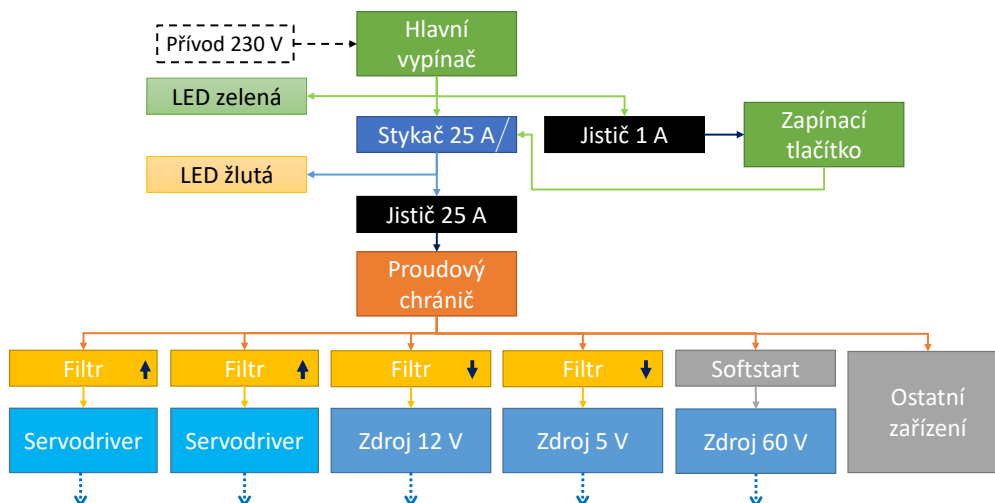 Hlavní
vypínač
Přívod 230 V
LED zelená
Stykač 25 A
Jistič 1 A
Zapínací
tlačítko
LED žlutá
Jistič 25 A
Proudový
chránič
Filtr
Filtr
Filtr
Filtr
Softstart
Ostatní
zařízení
Servodriver
Servodriver
Zdroj 12 V
Zdroj 5 V
Zdroj 60 V